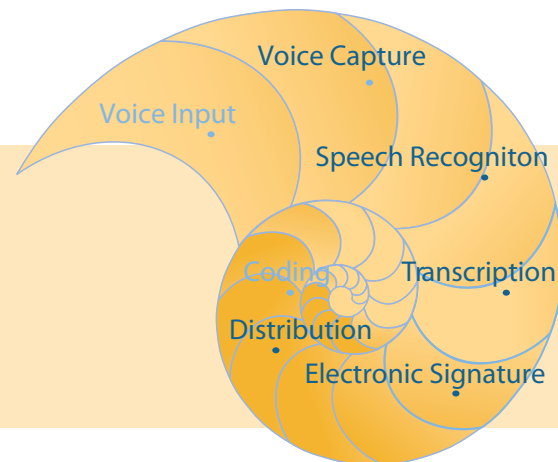 Voice Capture
Voice Input
Speech Recogniton
Coding
Transcription
Distribution
Electronic Signature